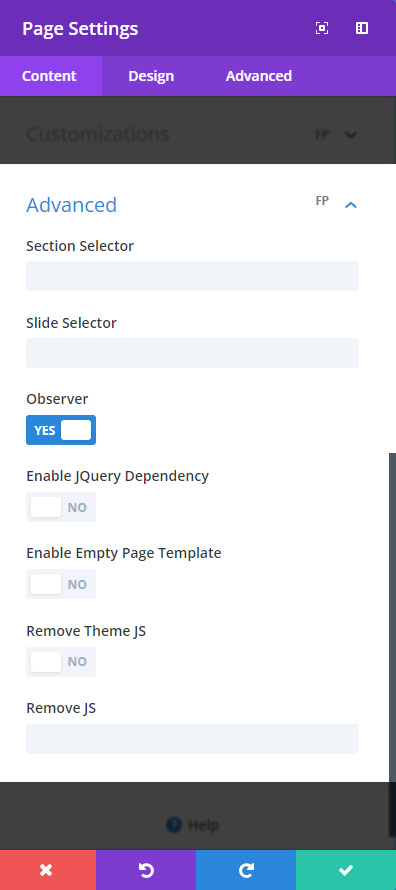 Page Settings
Content Design Advanced
Customizations FP
Advanced FP
Section Selector
Slide Selector
Observer
YES
Enable JQuery Dependency
NO
Enable Empty Page Template
NO
Remove Theme JS
NO
Remove JS
? Help